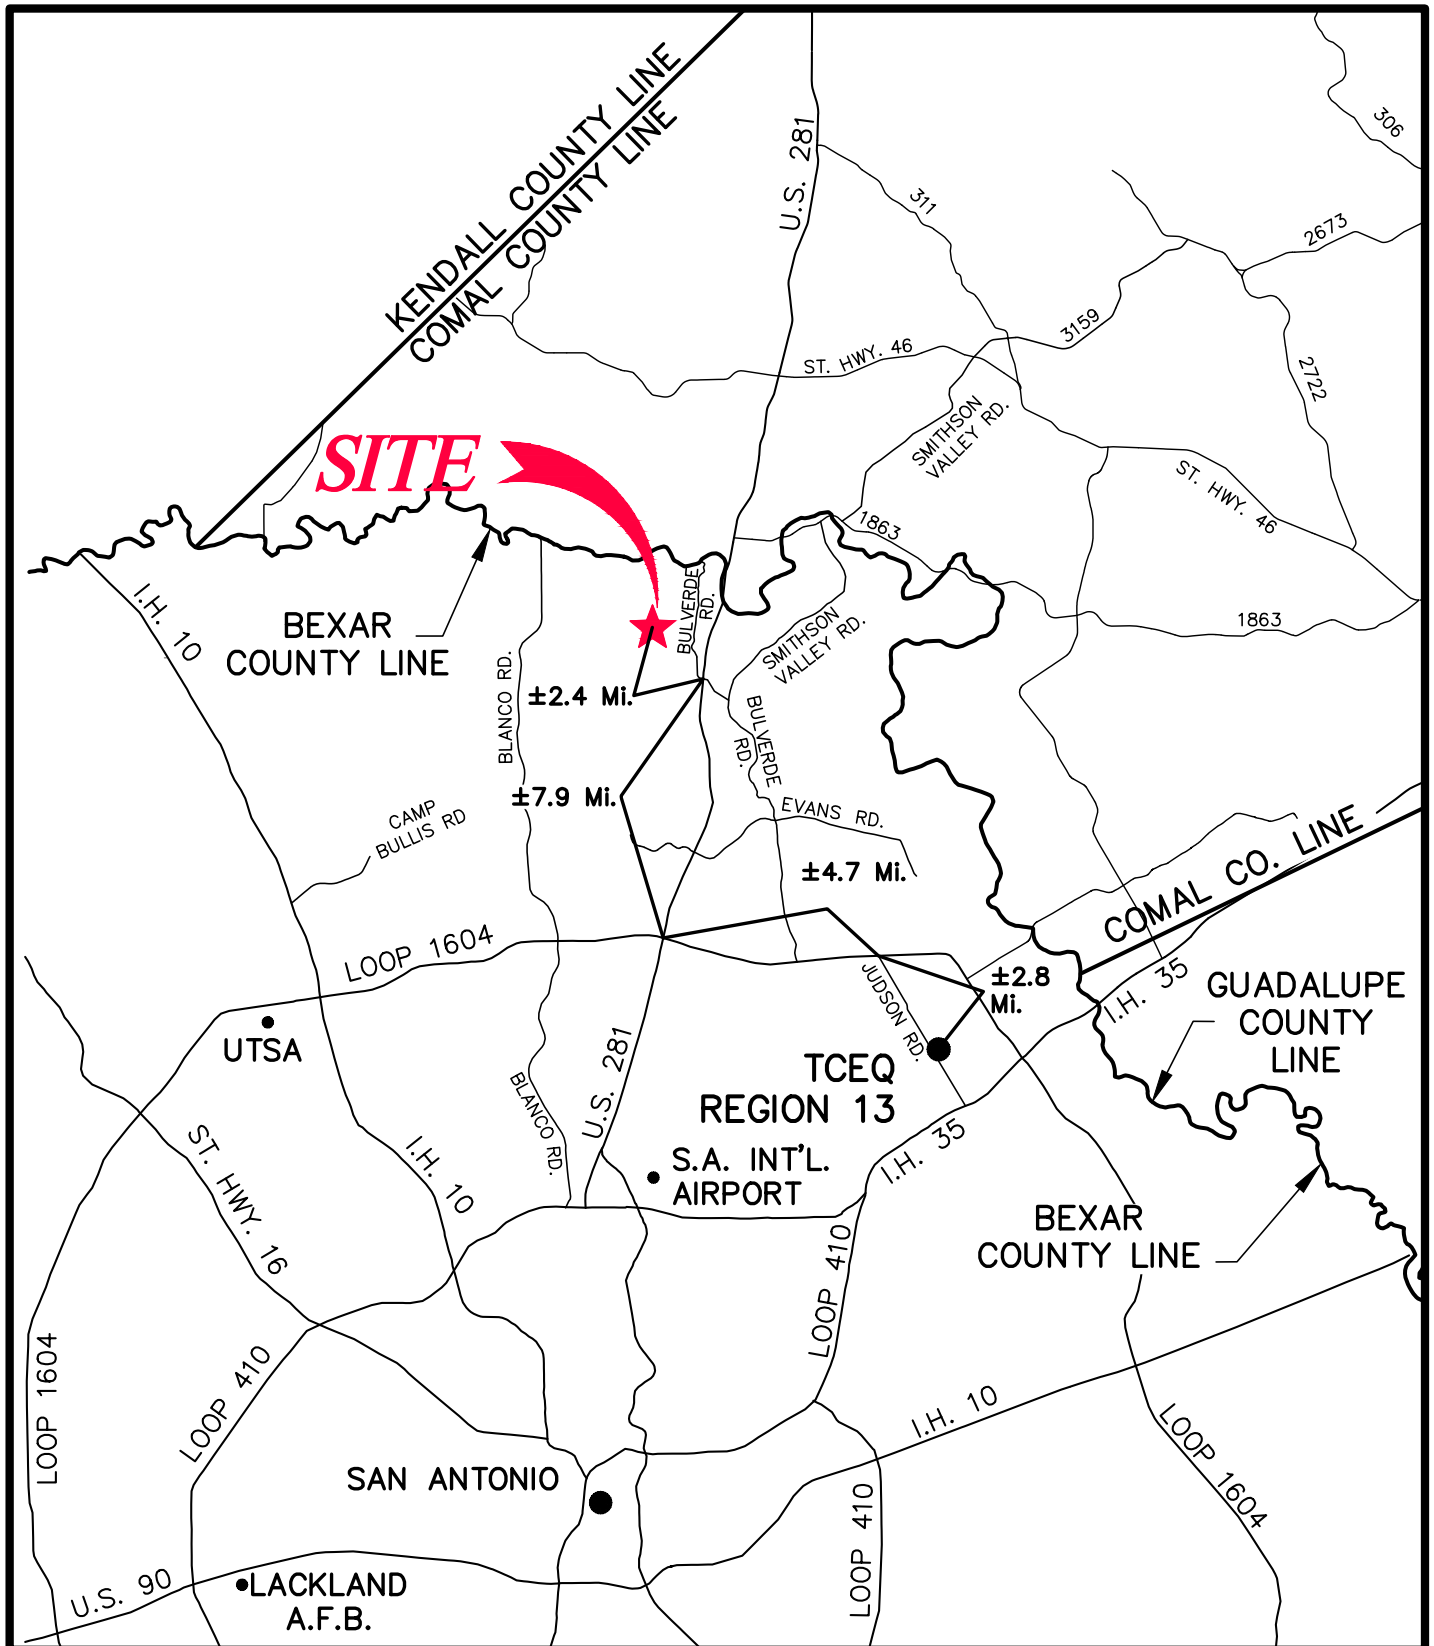 KENDALL COUNTY LINE
COMAL COUNTY LINE
U.S. 281
306
311
2673
3159
ST. HWY. 46
2722
SMITHSON
VALLEY RD.
SITE
ST. HWY. 46
1863
I.H. 10
BEXAR
COUNTY LINE
BULVERDE
RD.
1863
SMITHSON
VALLEY RD.
BLANCO RD.
±2.4 Mi.
BULVERDE
RD.
±7.9 Mi.
CAMP
BULLIS RD
EVANS RD.
±4.7 Mi.
COMAL CO. LINE
LOOP 1604
JUDSON RD.
±2.8
Mi.
I.H. 35
GUADALUPE
COUNTY
LINE
UTSA
U.S. 281
TCEQ
REGION 13
BLANCO RD.
ST. HWY. 16
I.H. 10
S.A. INT'L.
AIRPORT
I.H. 35
BEXAR
COUNTY LINE
LOOP 410
LOOP 1604
LOOP 410
I.H. 10
LOOP 1604
SAN ANTONIO
LOOP 410
U.S. 90
LACKLAND
A.F.B.